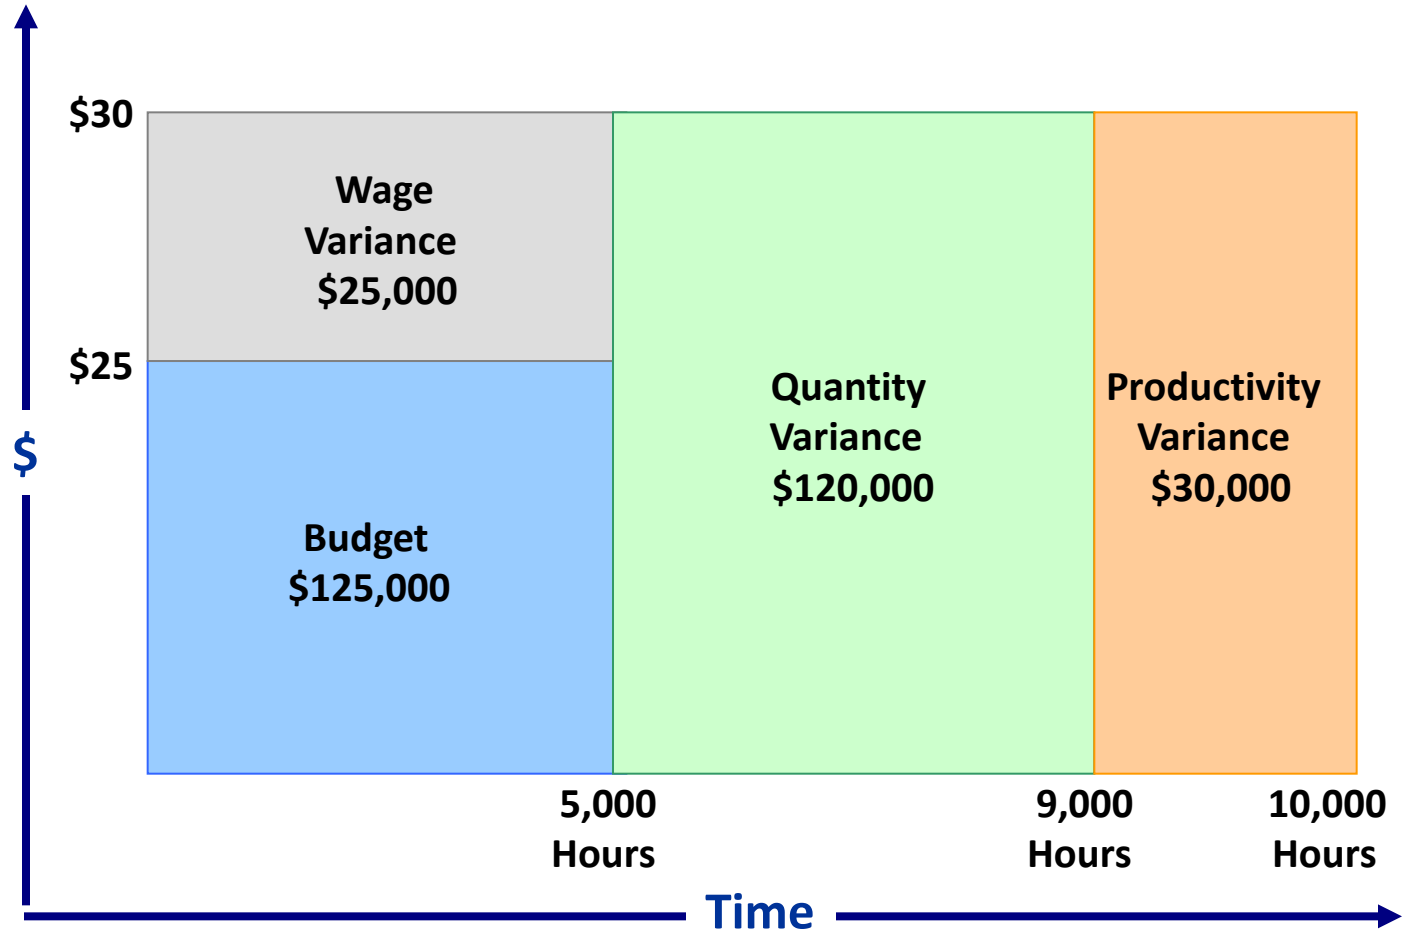 $30
Wage
Variance
$25,000
$25
Quantity
Variance
$120,000
Productivity
Variance
$30,000
$
Budget
$125,000
5,000
Hours
9,000
Hours
10,000
Hours
Time